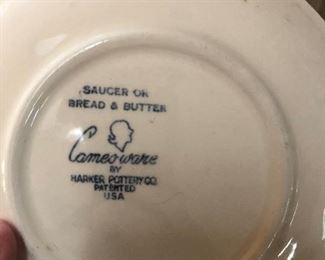 SAUCER OR
BREAD & BUTTER
Cameoware
BY
HARKER POTTERY CO.
PATENTED
USA